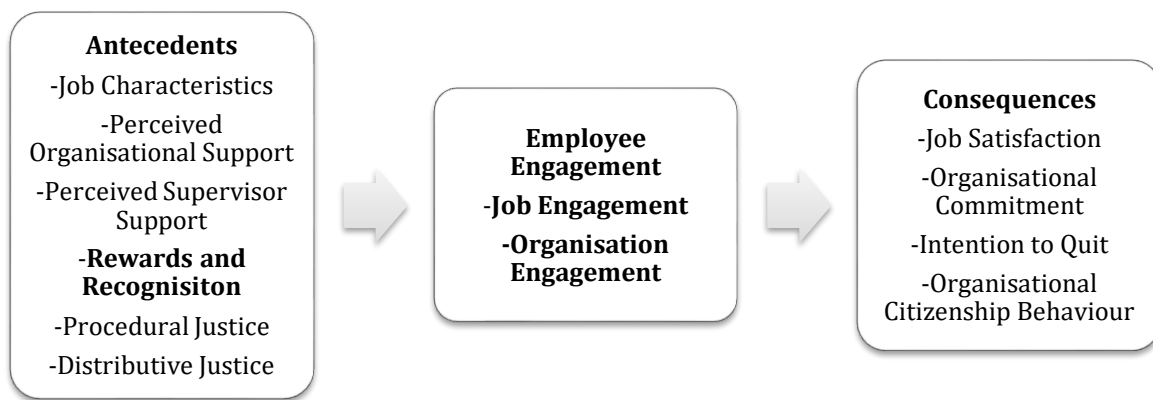 Antecedents
-Job Characteristics
-Perceived
Organisational Support
-Perceived Supervisor
Support
-Rewards and
Recognisiton
-Procedural Justice
-Distributive Justice
Employee
Engagement
-Job Engagement
-Organisation
Engagement
Consequences
-Job Satisfaction
-Organisational
Commitment
-Intention to Quit
-Organisational
Citizenship Behaviour